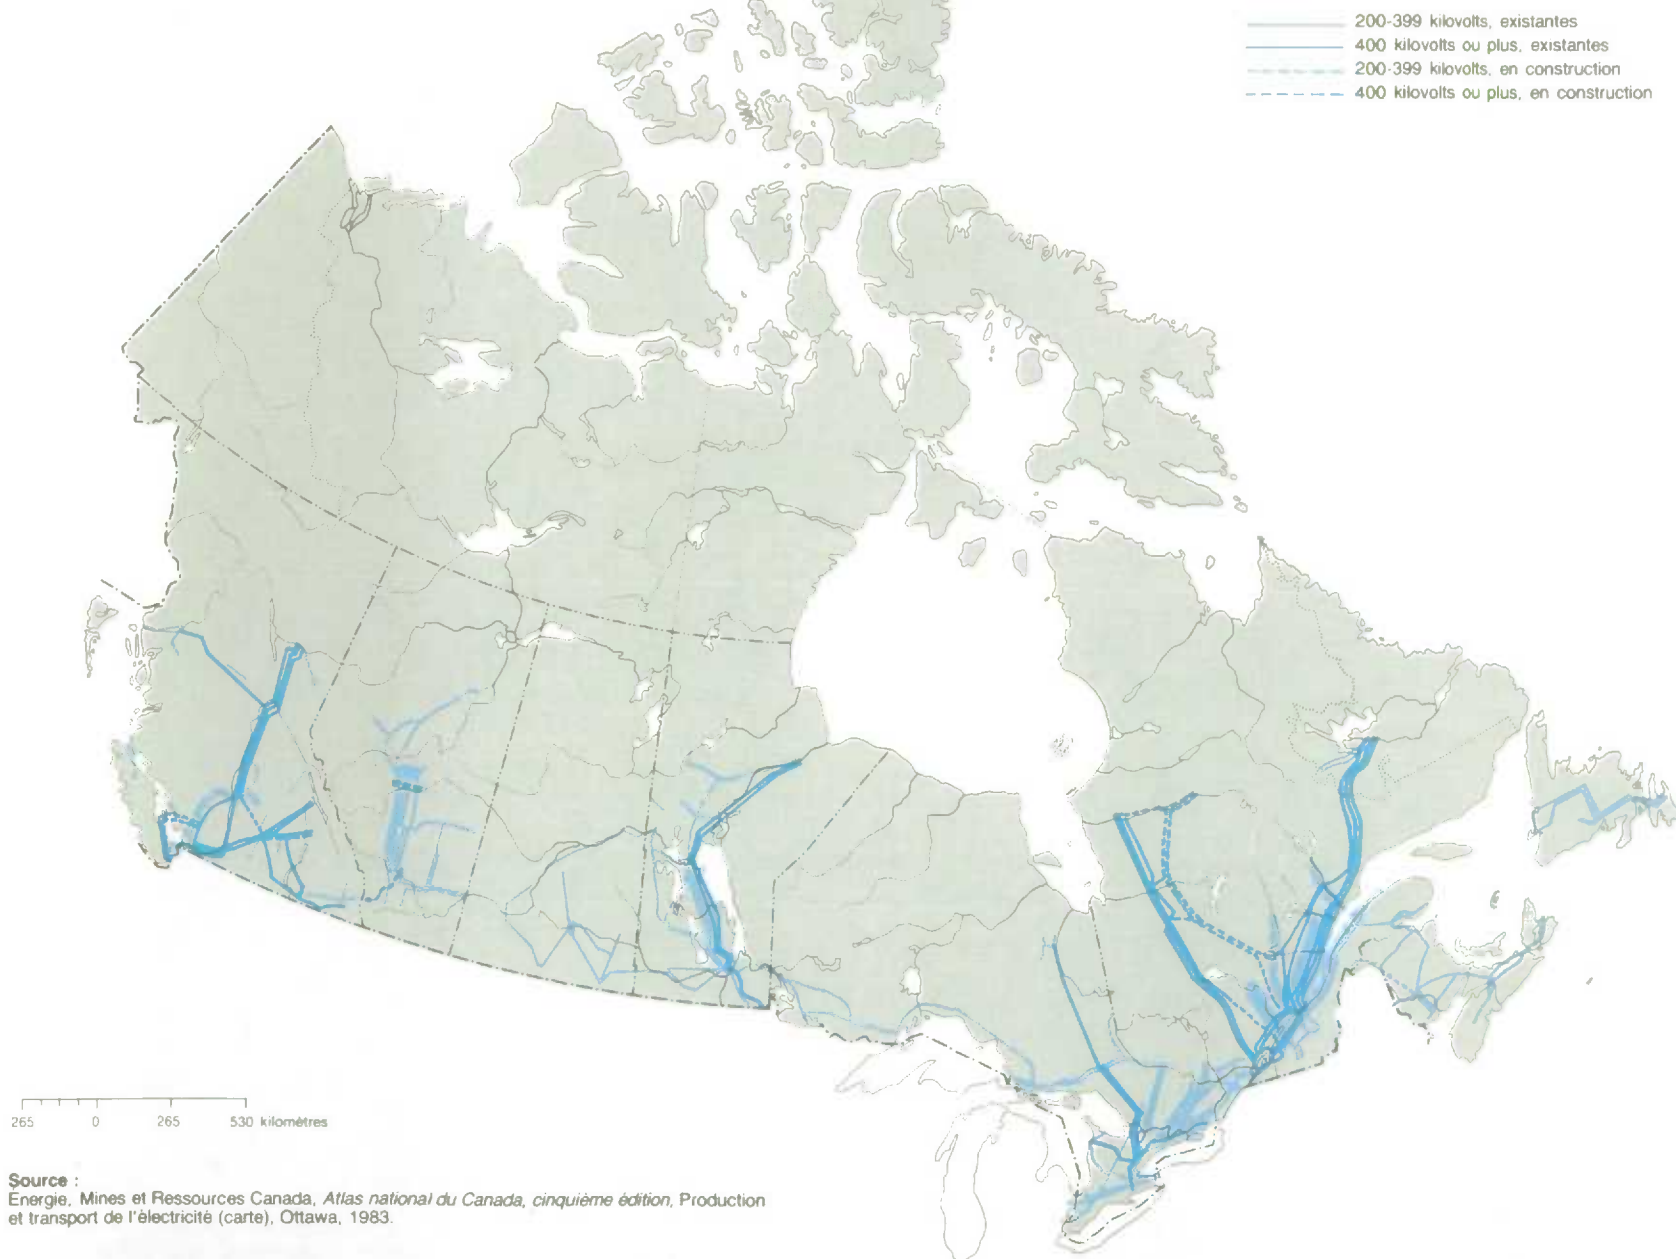 200-399 kilovolts, existantes
400 kilovolts ou plus, existantes
200-399 kilovolts, en construction
400 kilovolts ou plus, en construction
265 0 265 530 kilomètres
Source :
Énergie, Mines et Ressources Canada, Atlas national du Canada, cinquième édition, Production
et transport de l'électricité (carte), Ottawa, 1983.